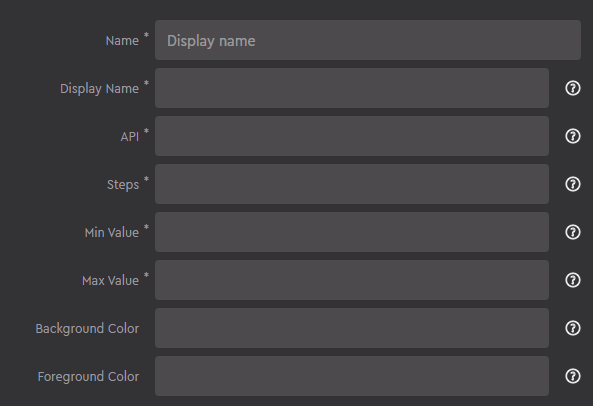 Name * Display name
Display Name *
API *
Steps *
Min Value *
Max Value *
Background Color
Foreground Color